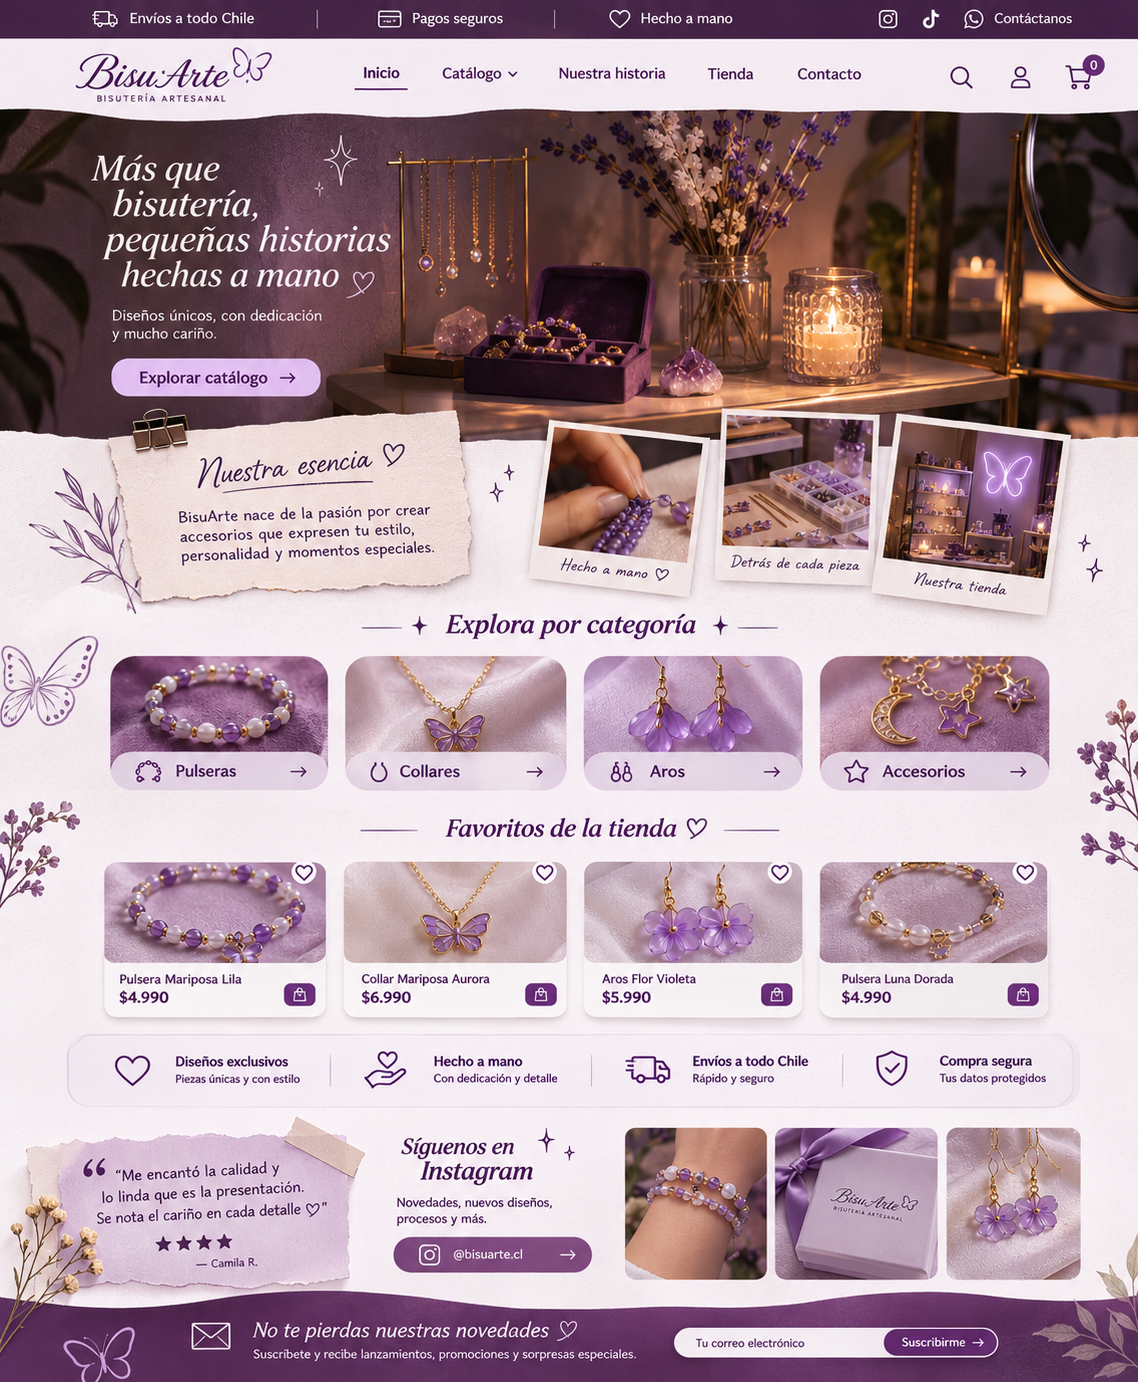 Envíos a todo Chile
Pagos seguros
Hecho a mano
Contáctanos
BisuArte
BISUTERÍA ARTESANAL
Inicio
Catálogo
Nuestra historia
Tienda
Contacto
0
Más que
bisutería,
pequeñas historias
hechas a mano
Diseños únicos, con dedicación
y mucho cariño.
Explorar catálogo →
Nuestra esencia
BisuArte nace de la pasión por crear
accesorios que expresen tu estilo,
personalidad y momentos especiales.
Hecho a mano
Detrás de cada pieza
Nuestra tienda
Explora por categoría
Pulseras →
Collares →
Aros →
Accesorios →
Favoritos de la tienda
Pulsera Mariposa Lila
$4.990
Collar Mariposa Aurora
$6.990
Aros Flor Violeta
$5.990
Pulsera Luna Dorada
$4.990
Diseños exclusivos
Piezas únicas y con estilo
Hecho a mano
Con dedicación y detalle
Envíos a todo Chile
Rápido y seguro
Compra segura
Tus datos protegidos
“Me encantó la calidad y
lo linda que es la presentación.
Se nota el cariño en cada detalle ♡”
— Camila R.
Síguenos en
Instagram
Novedades, nuevos diseños,
procesos y más.
@bisuarte.cl →
BisuArte
BISUTERÍA ARTESANAL
No te pierdas nuestras novedades
Suscríbete y recibe lanzamientos, promociones y sorpresas especiales.
Tu correo electrónico
Suscribirme →